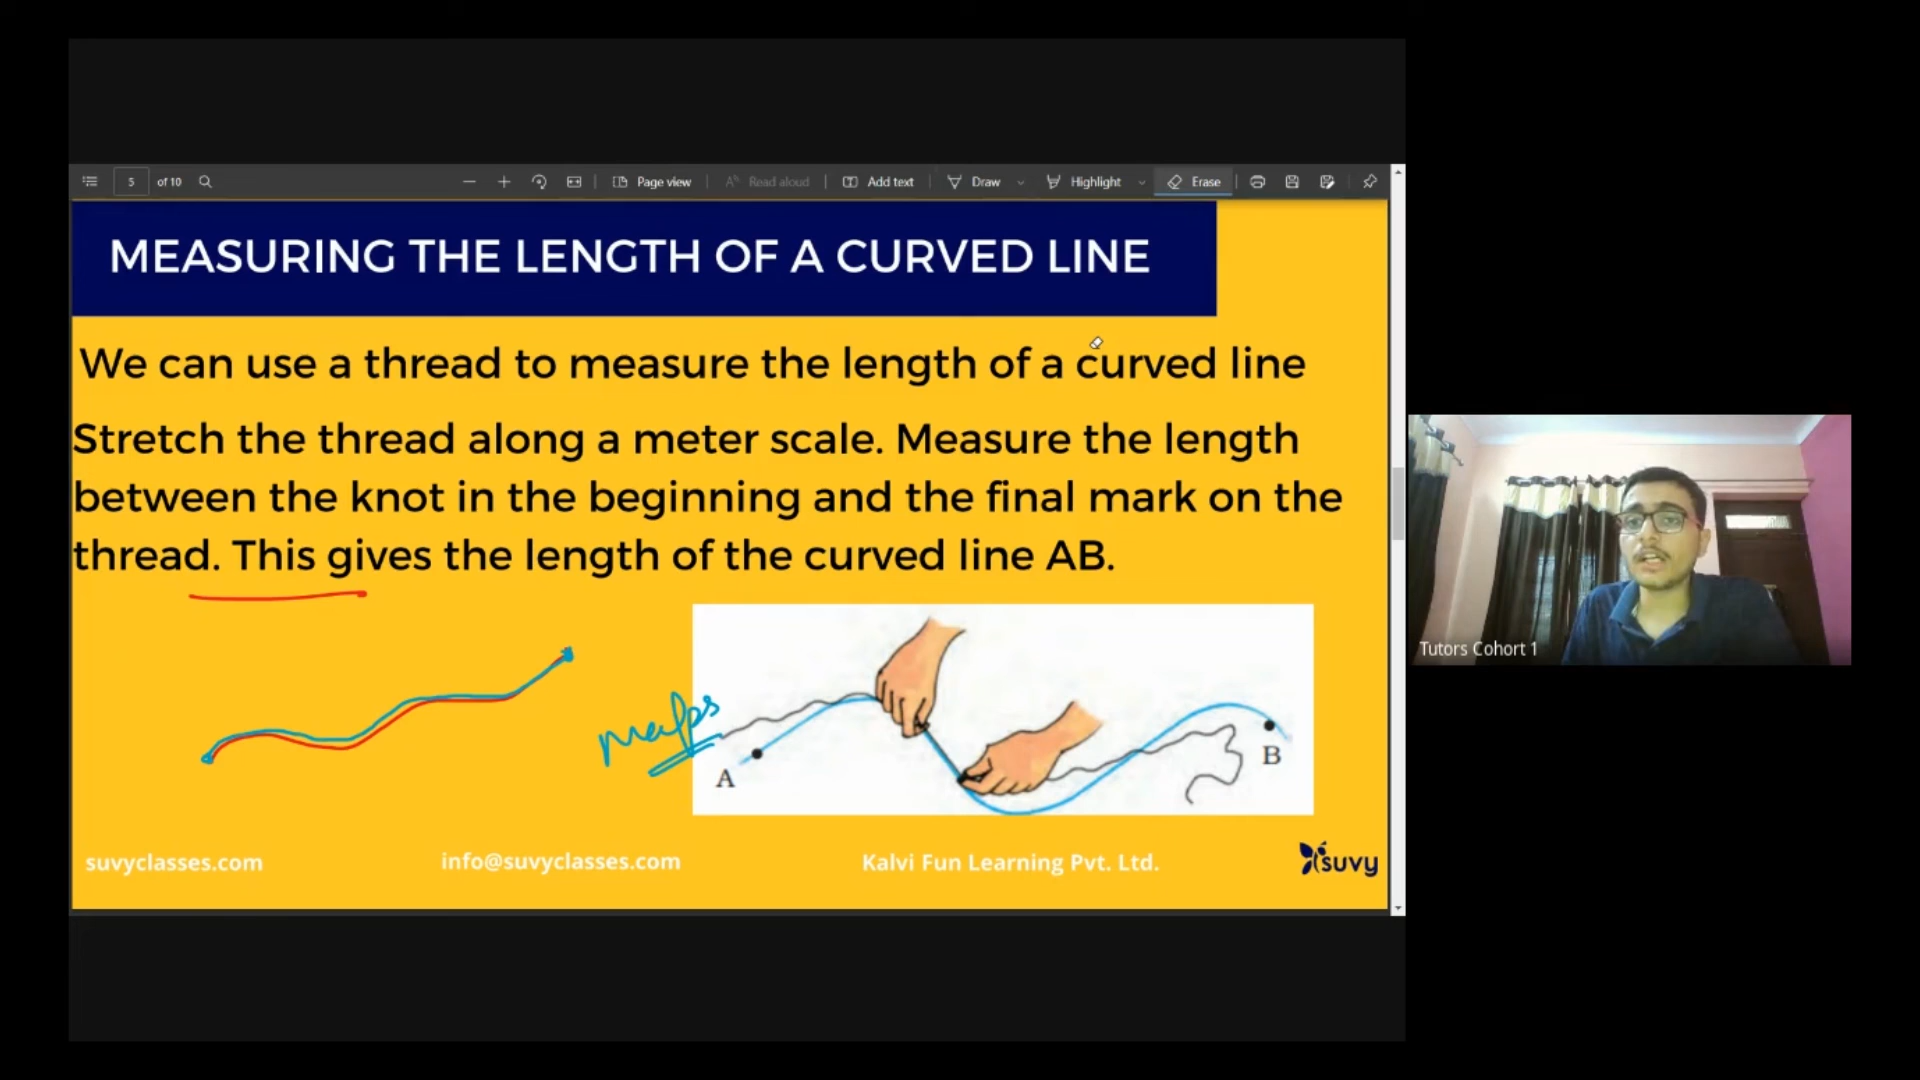 5 of 10 Page view Read aloud Add text Draw Highlight Erase
MEASURING THE LENGTH OF A CURVED LINE
We can use a thread to measure the length of a curved line
Stretch the thread along a meter scale. Measure the length
between the knot in the beginning and the final mark on the
thread. This gives the length of the curved line AB.
Maps
A
B
suvyclasses.com info@suvyclasses.com Kalvi Fun Learning Pvt. Ltd. suvy
Tutors Cohort 1